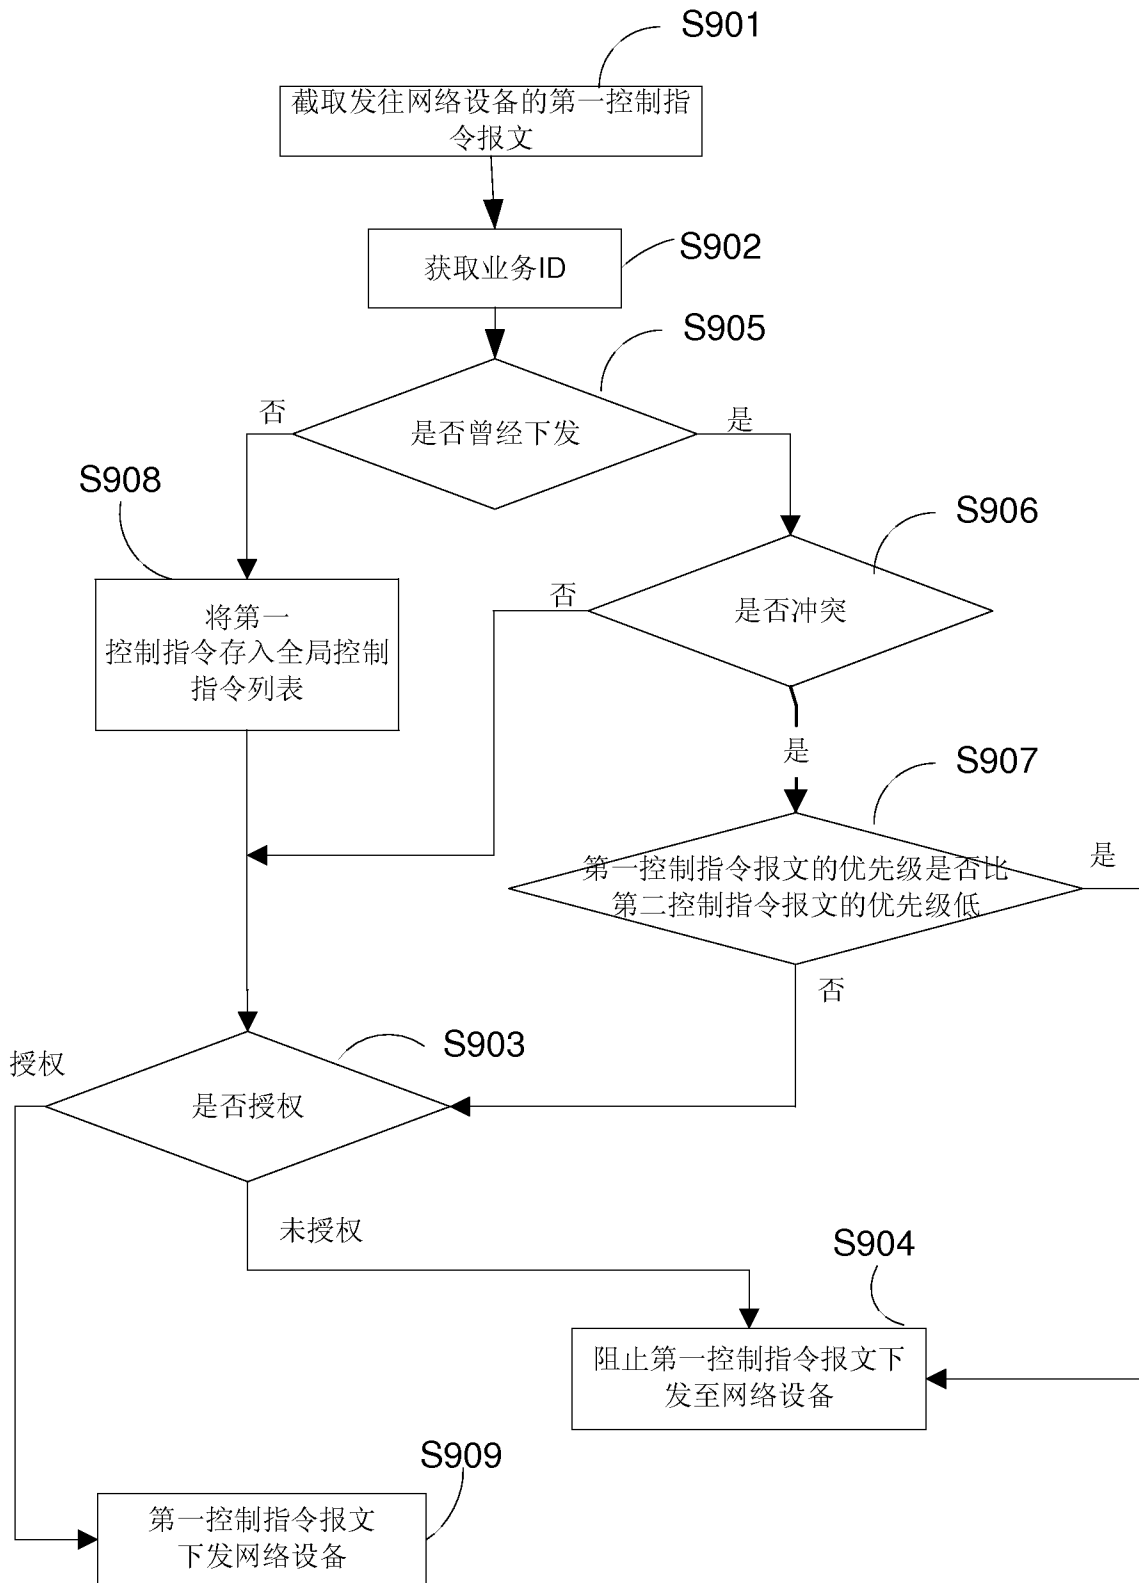 S901
截取发往网络设备的第一控制指
令报文
S902
获取业务ID
S905
否
是否曾经下发
是
S908
S906
将第一
控制指令存入全局控制
指令列表
否
是否冲突
是
S907
第一控制指令报文的优先级是否比
第二控制指令报文的优先级低
是
否
S903
授权
是否授权
未授权
S904
阻止第一控制指令报文下
发至网络设备
S909
第一控制指令报文
下发网络设备